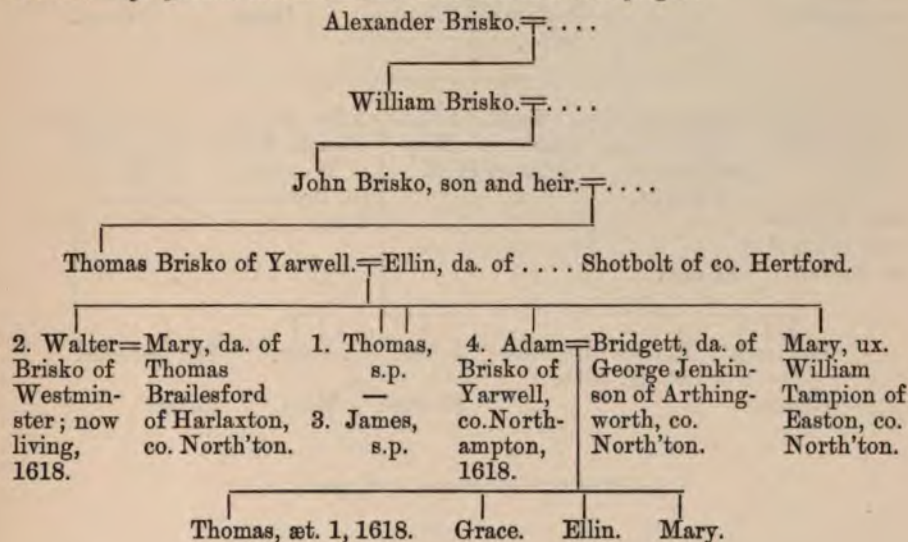 Alexander Brisko.=. . . .
William Brisko.=. . . .
John Brisko, son and heir.=. . . .
Thomas Brisko of Yarwell.=Ellin, da. of . . . . Shotbolt of co. Hertford.
2. Walter=
Brisko of
Westmin-
ster; now
living,
1618.
Mary, da. of
Thomas
Brailesford
of Harlaxton,
co. North'ton.
1. Thomas,
s.p.
—
3. James,
s.p.
4. Adam=
Brisko of
Yarwell,
co.North-
ampton,
1618.
Bridgett, da. of
George Jenkin-
son of Arthing-
worth, co.
North'ton.
Mary, ux.
William
Tampion of
Easton, co.
North'ton.
Thomas, æt. 1, 1618. Grace. Ellin. Mary.